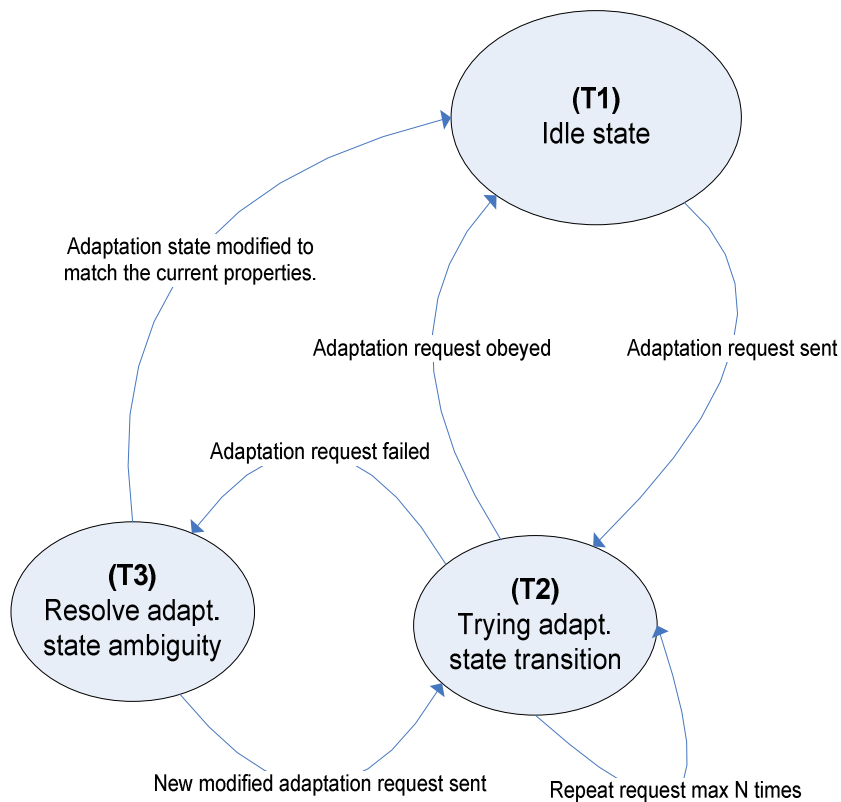 (T1)
Idle state
Adaptation state modified to
match the current properties.
Adaptation request obeyed
Adaptation request sent
Adaptation request failed
(T3)
Resolve adapt.
state ambiguity
(T2)
Trying adapt.
state transition
New modified adaptation request sent
Repeat request max N times